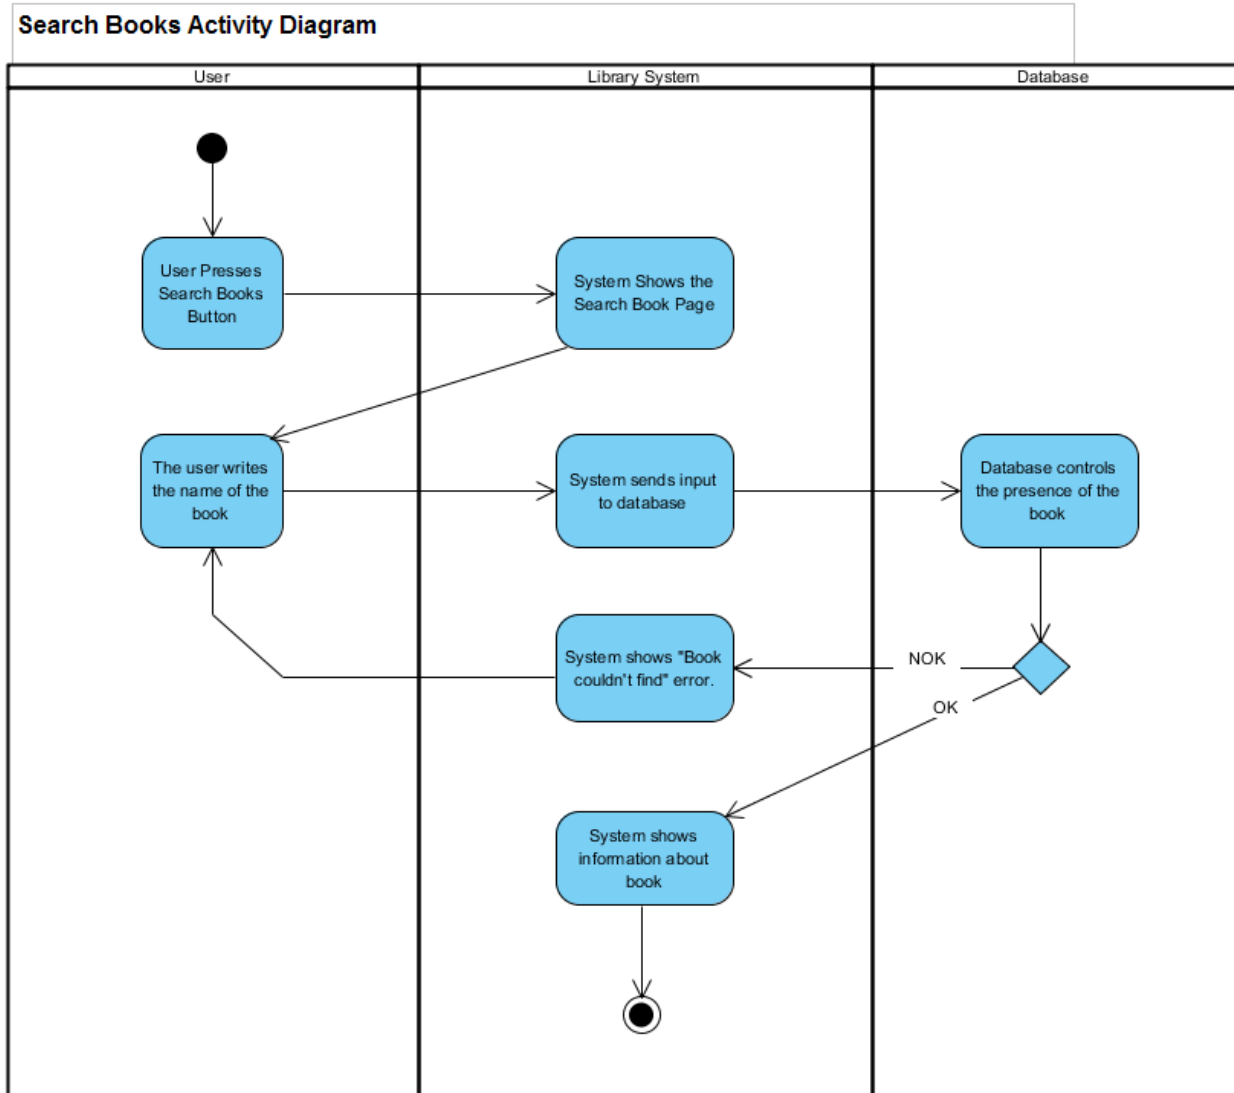 Search Books Activity Diagram
User
Library System
Database
User Presses
Search Books
Button
System Shows the
Search Book Page
The user writes
the name of the
book
System sends input
to database
Database controls
the presence of the
book
System shows "Book
couldn't find" error.
NOK
OK
System shows
information about
book